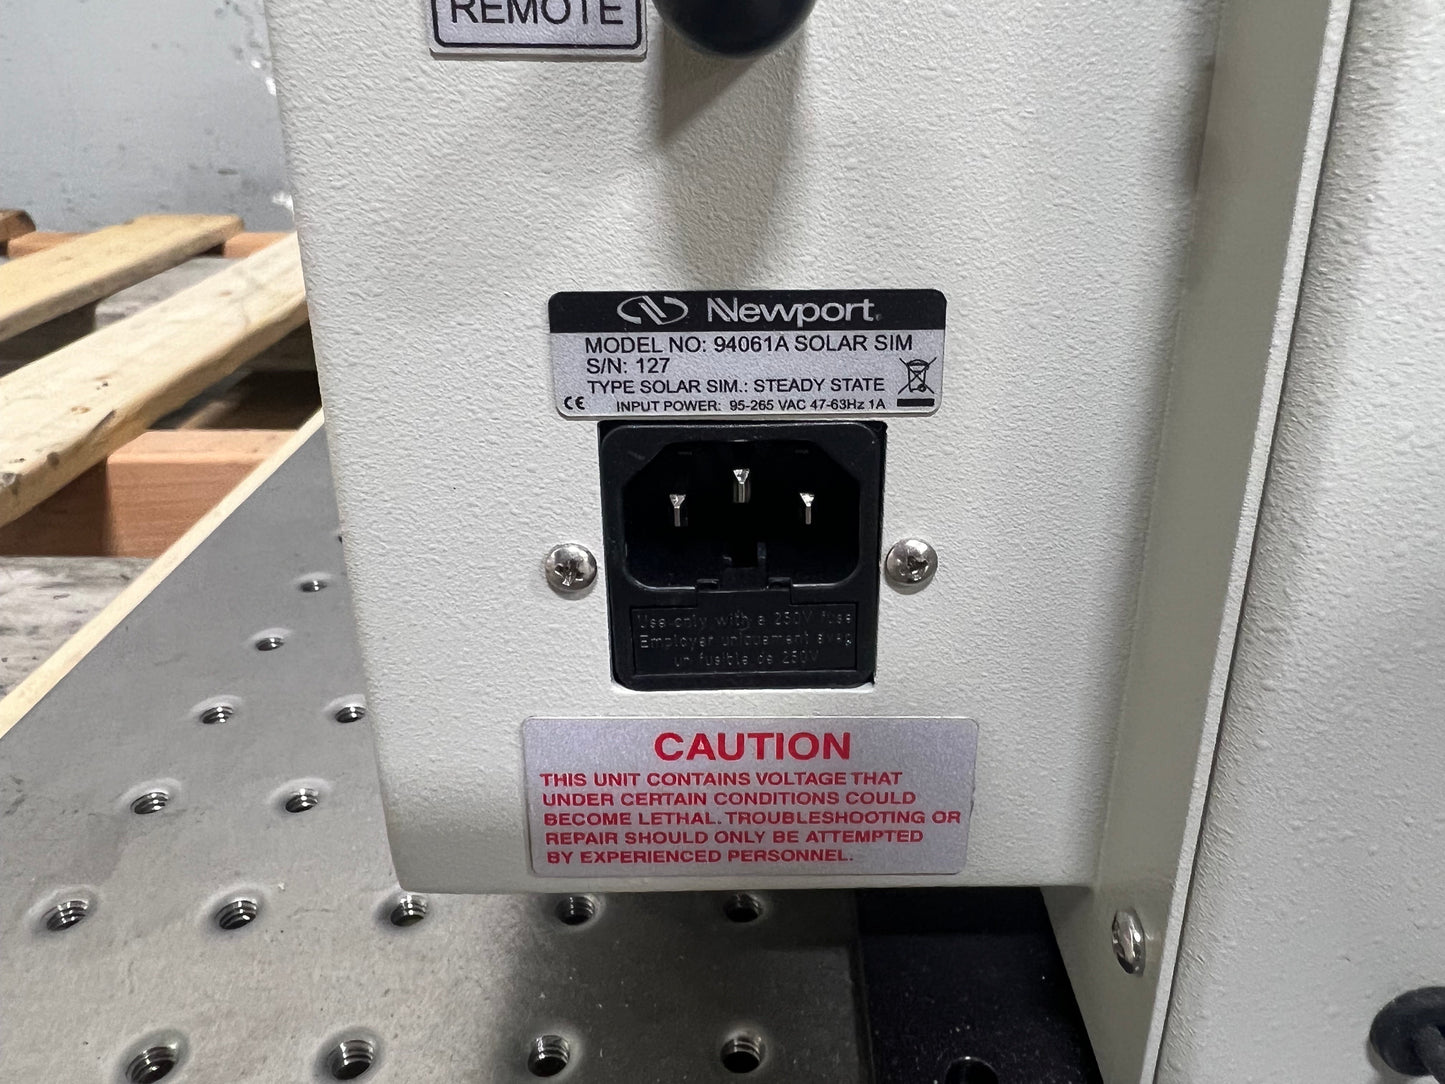 REMOTE
Newport
MODEL NO: 94061A SOLAR SIM
S/N: 127
TYPE SOLAR SIM.: STEADY STATE
CE INPUT POWER: 95-265 VAC 47-63Hz 1A
Use only with a 250V fuse
Employer uniquement avec
un fusible de 250V
CAUTION
THIS UNIT CONTAINS VOLTAGE THAT
UNDER CERTAIN CONDITIONS COULD
BECOME LETHAL. TROUBLESHOOTING OR
REPAIR SHOULD ONLY BE ATTEMPTED
BY EXPERIENCED PERSONNEL.